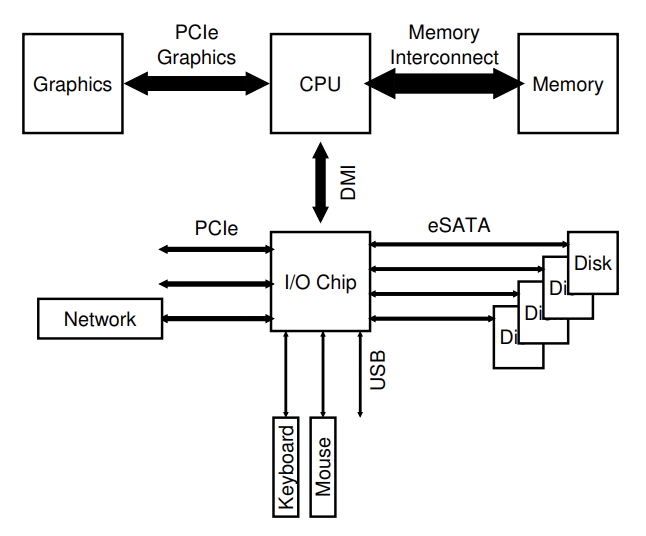 PCIe
Graphics
Memory
Interconnect
Graphics
CPU
Memory
DMI
PCIe
eSATA
I/O Chip
Disk
Di
Di
Di
Network
USB
Keyboard
Mouse